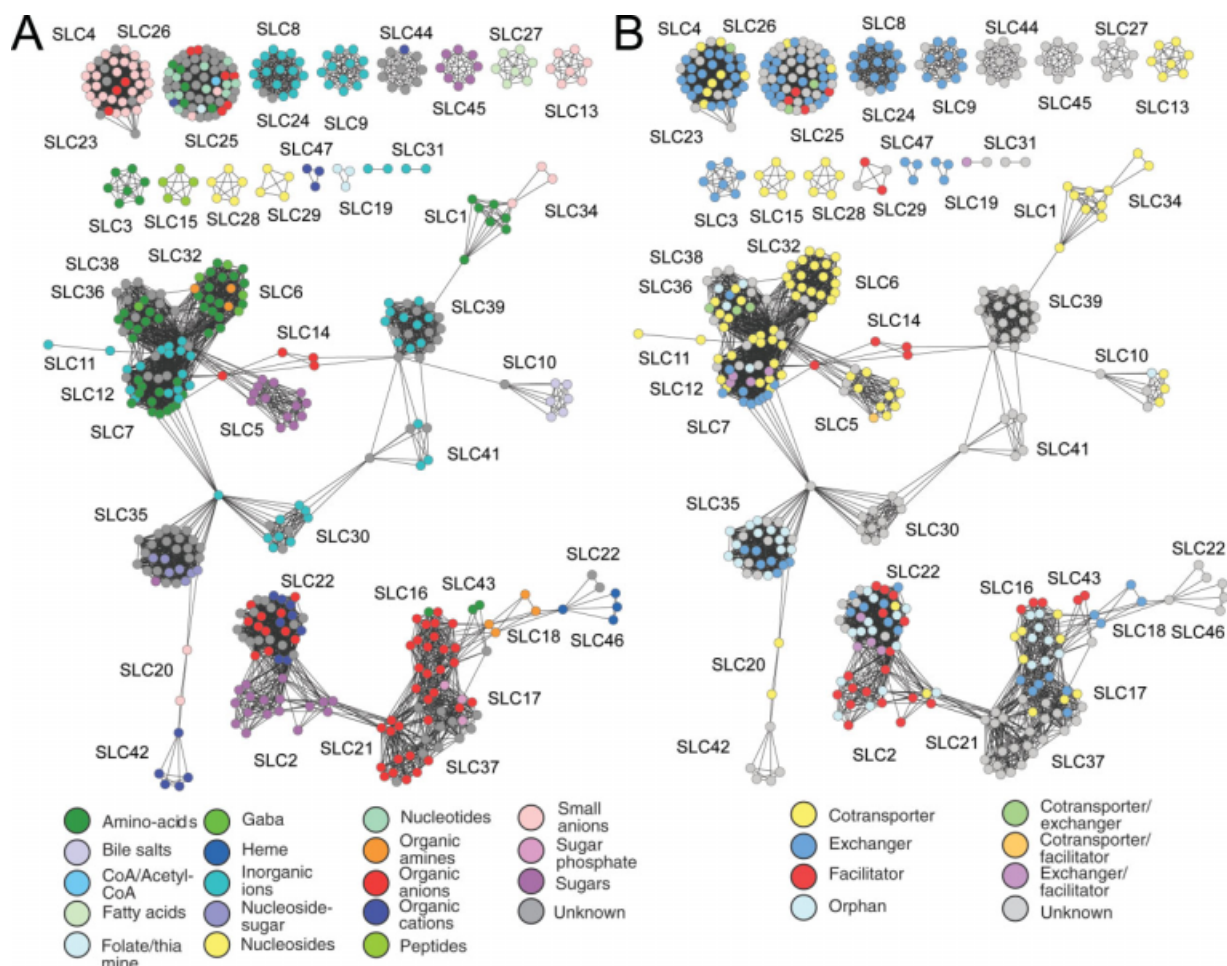 A
SLC4
SLC26
SLC8
SLC44
SLC27
SLC23
SLC25
SLC24
SLC9
SLC45
SLC13
SLC47
SLC31
SLC3
SLC15
SLC28
SLC29
SLC19
SLC1
SLC34
SLC38
SLC32
SLC36
SLC6
SLC39
SLC14
SLC11
SLC10
SLC12
SLC5
SLC7
SLC41
SLC35
SLC30
SLC22
SLC22
SLC16
SLC43
SLC18
SLC46
SLC20
SLC17
SLC42
SLC2
SLC21
SLC37
Amino-acids
Bile salts
CoA/Acetyl-
CoA
Fatty acids
Folate/thia
mine
Gaba
Heme
Inorganic
ions
Nucleoside-
sugar
Nucleosides
Nucleotides
Organic
amines
Organic
anions
Organic
cations
Peptides
Small
anions
Sugar
phosphate
Sugars
Unknown
B
SLC4
SLC26
SLC8
SLC44
SLC27
SLC23
SLC25
SLC24
SLC9
SLC45
SLC13
SLC47
SLC31
SLC3
SLC15
SLC28
SLC29
SLC19
SLC1
SLC34
SLC38
SLC32
SLC36
SLC6
SLC39
SLC14
SLC11
SLC10
SLC12
SLC5
SLC7
SLC41
SLC35
SLC30
SLC22
SLC22
SLC16
SLC43
SLC18
SLC46
SLC20
SLC17
SLC42
SLC2
SLC21
SLC37
Cotransporter
Exchanger
Facilitator
Orphan
Cotransporter/
exchanger
Cotransporter/
facilitator
Exchanger/
facilitator
Unknown